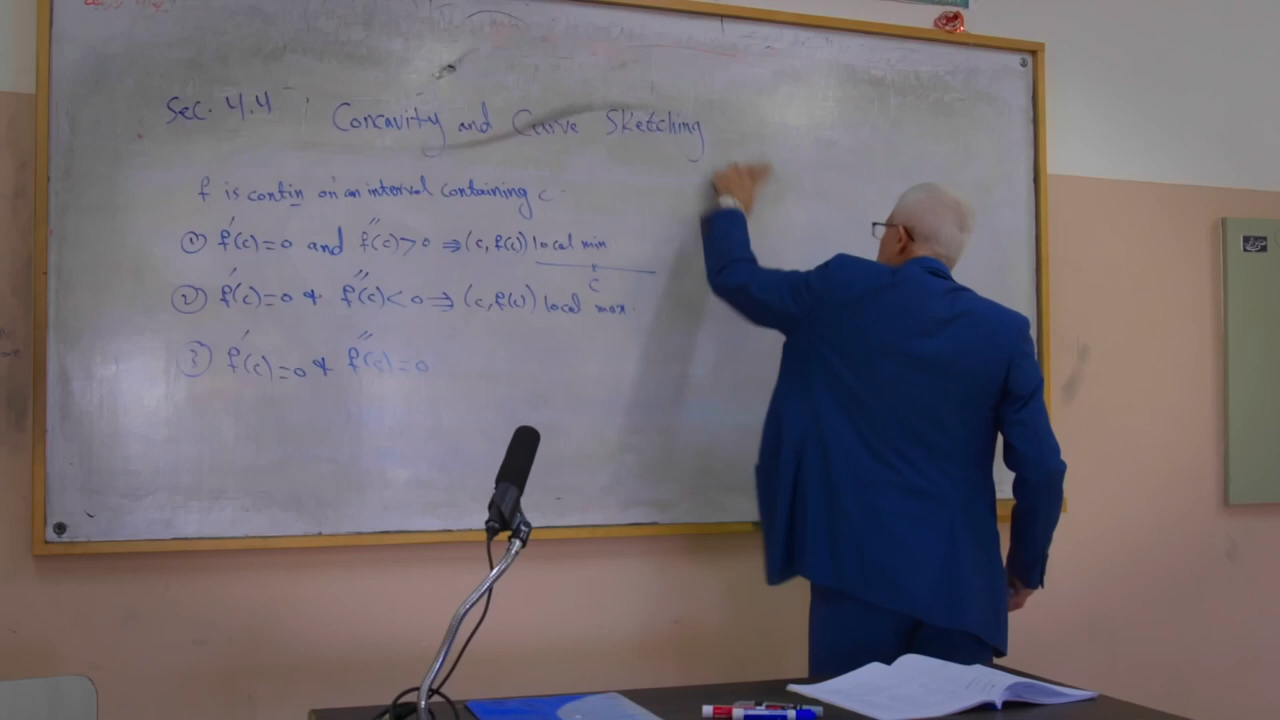 Sec. 4.4 Concavity and Curve Sketching
f is contin on an interval containing c
① f'(c)=0 and f''(c)>0 ⇒(c, f(c)) local min
c
② f'(c)=0 & f''(c)<0 ⇒ (c, f(c)) local max.
③ f'(c)=0 & f''(c)=0